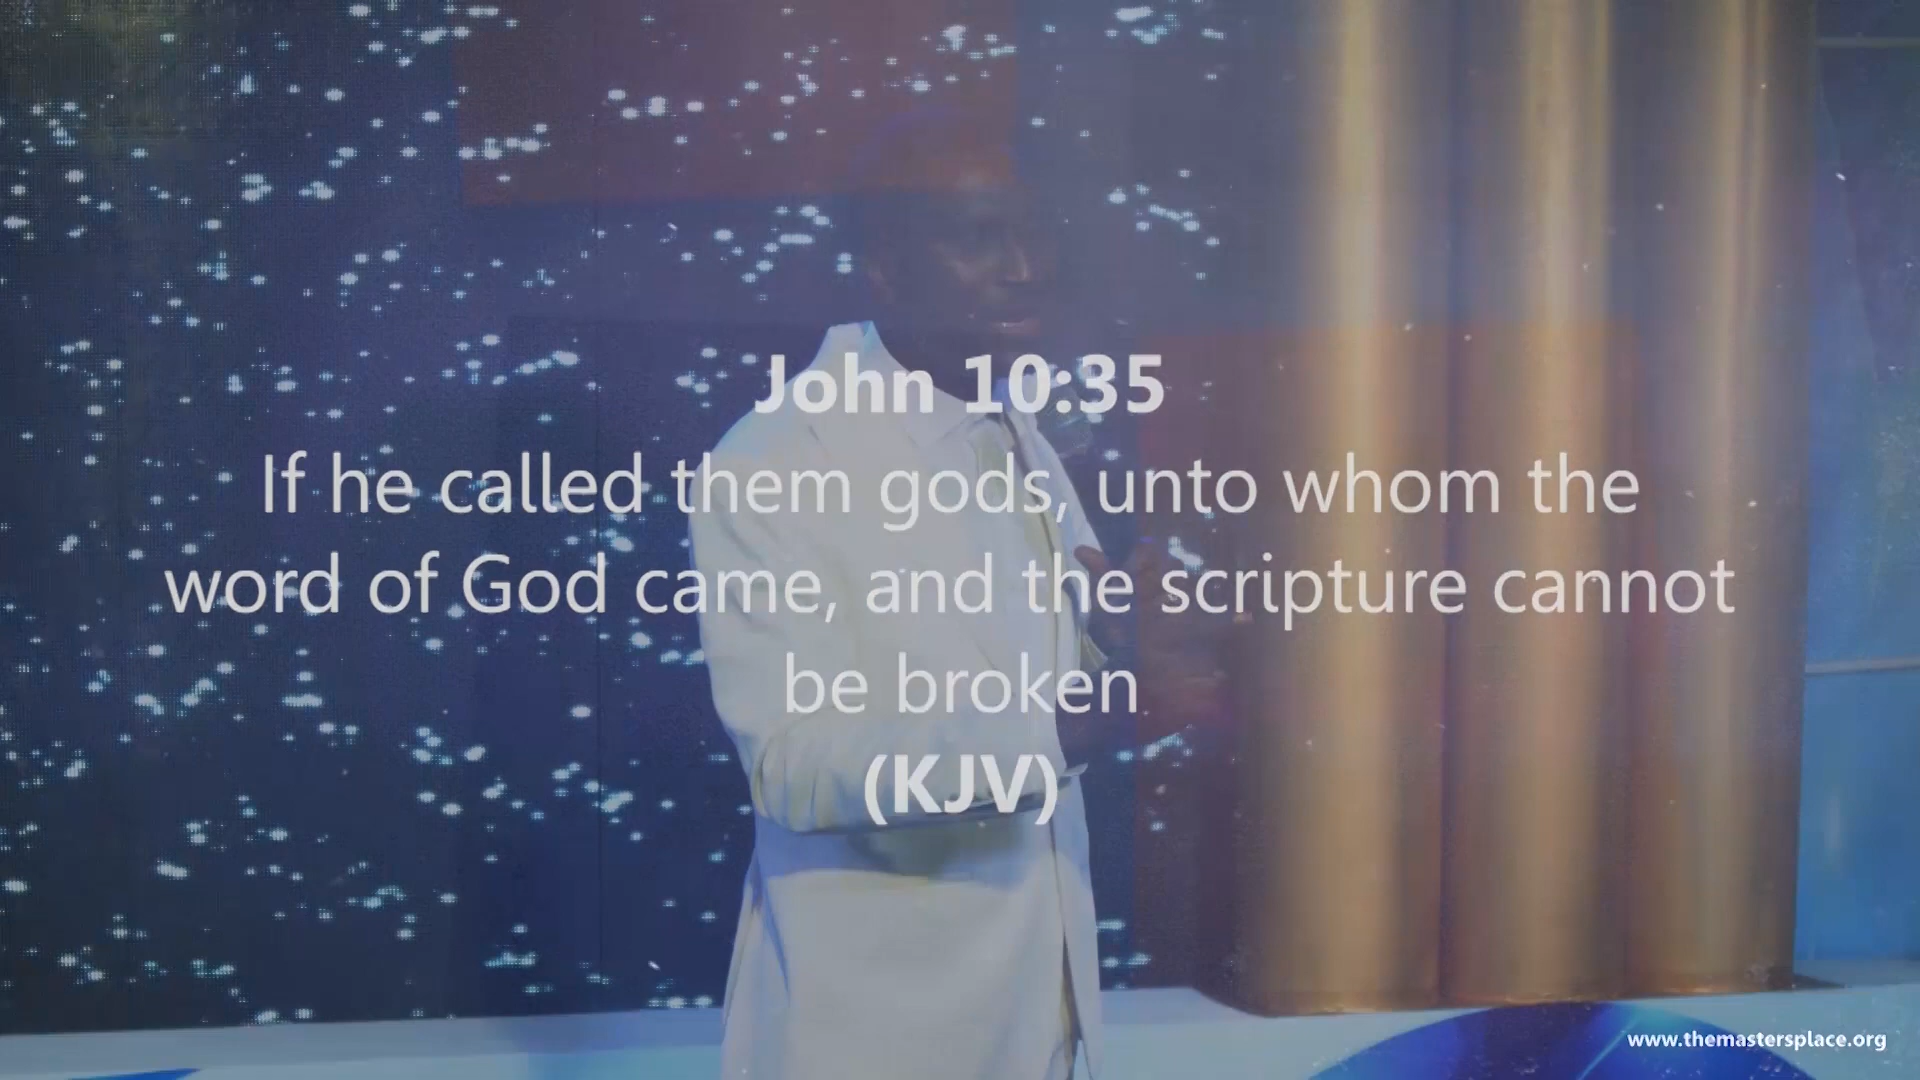 John 10:35
If he called them gods, unto whom the
word of God came, and the scripture cannot
be broken
(KJV)
www.themastersplace.org